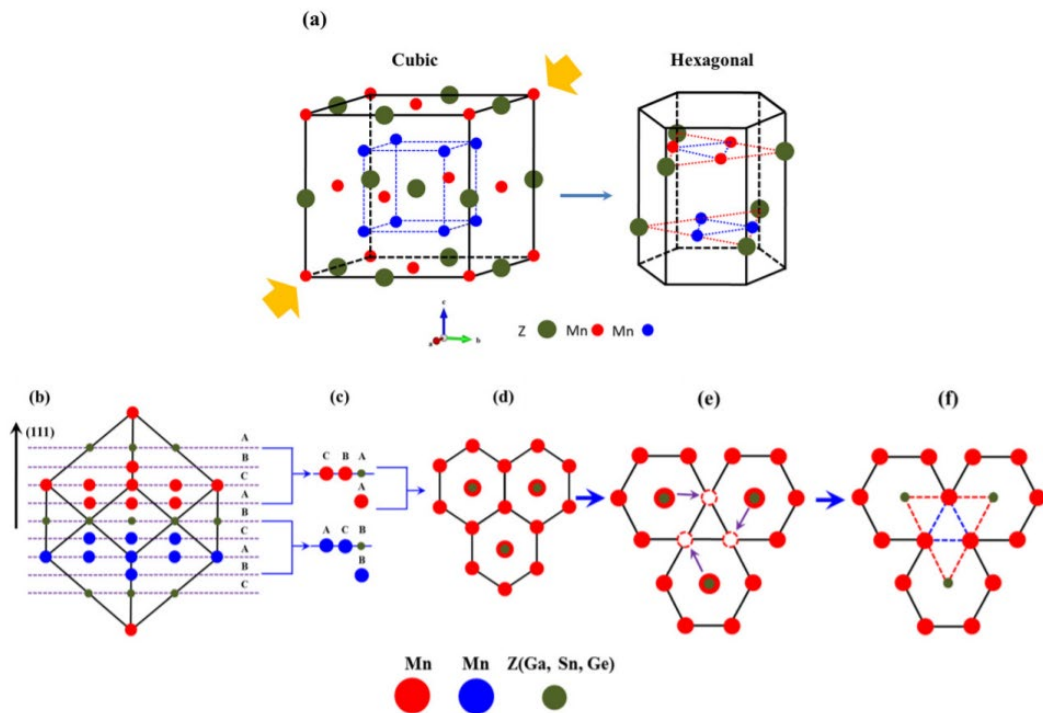 (a)
Cubic
Hexagonal
c
a
b
Z Mn Mn
(b)
(c)
(d)
(e)
(f)
(111)
A
B
C
A
B
C
A
B
C
C B A
A
A C B
B
Mn Mn Z(Ga, Sn, Ge)